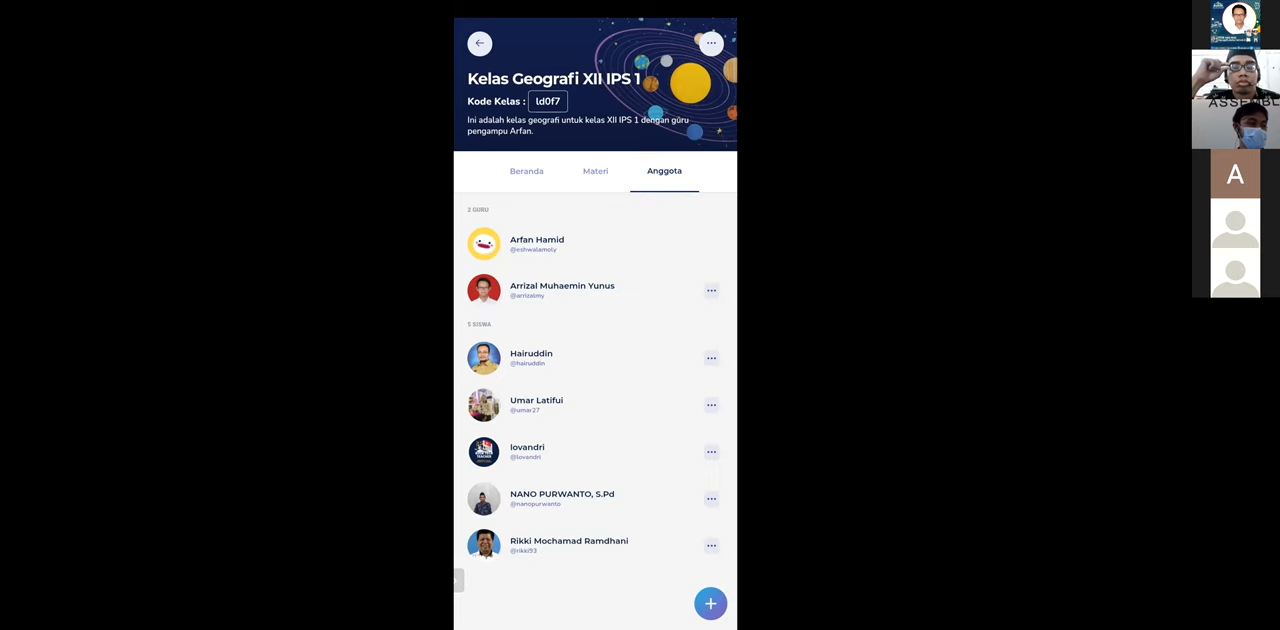 Kelas Geografi XII IPS 1
Kode Kelas : ld0f7
Ini adalah kelas geografi untuk kelas XII IPS 1 dengan guru
pengampu Arfan.
Beranda Materi Anggota
2 GURU
Arfan Hamid
@eshwalamoly
Arrizal Muhaemin Yunus
@arrizalmy
5 SISWA
Hairuddin
@hairuddin
Umar Latifui
@umar27
lovandri
@lovandri
NANO PURWANTO, S.Pd
@nanopurwanto
Rikki Mochamad Ramdhani
@rikki93
A